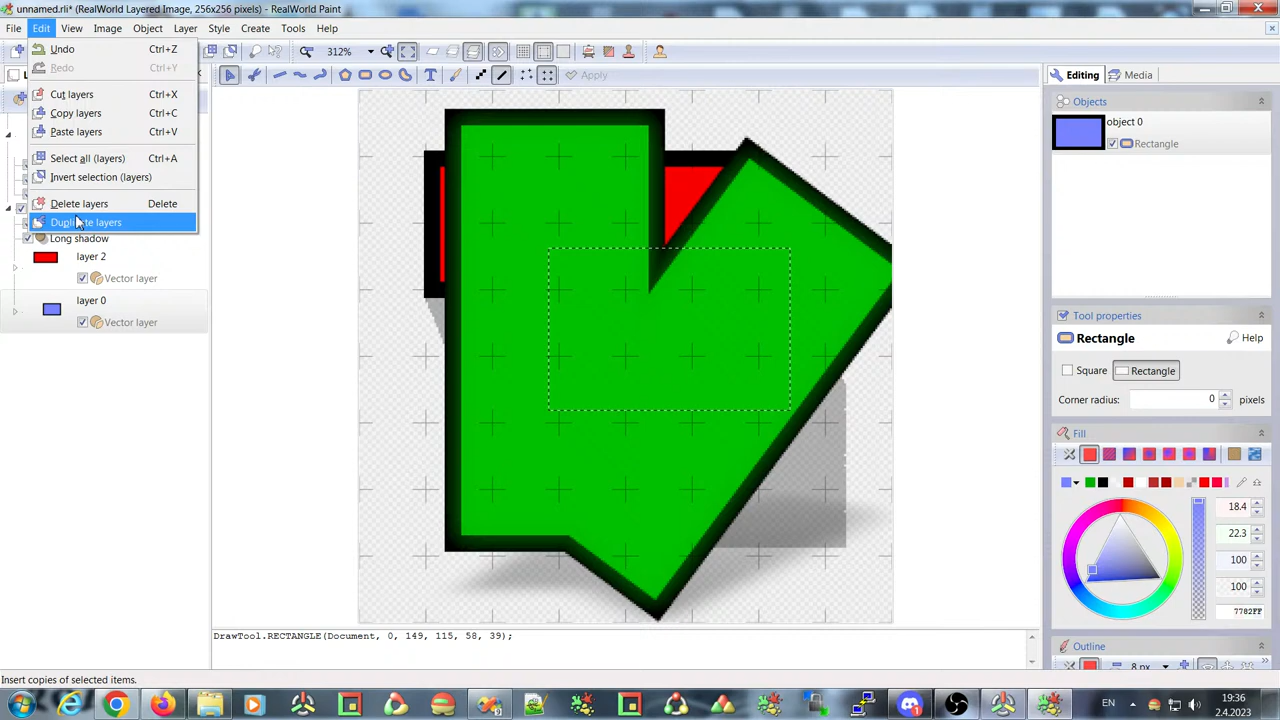 unnamed.rli* (RealWorld Layered Image, 256x256 pixels) - RealWorld Paint
File Edit View Image Object Layer Style Create Tools Help
312%
Apply
Undo Ctrl+Z
Redo Ctrl+Y
Cut layers Ctrl+X
Copy layers Ctrl+C
Paste layers Ctrl+V
Select all (layers) Ctrl+A
Invert selection (layers)
Delete layers Delete
Duplicate layers
Long shadow
layer 2
Vector layer
layer 0
Vector layer
Editing Media
Objects
object 0
Rectangle
Tool properties
Rectangle Help
Square Rectangle
Corner radius: 0 pixels
Fill
18.4
22.3
100
100
7782FF
Outline
8 px
DrawTool.RECTANGLE(Document, 0, 149, 115, 58, 39);
Insert copies of selected items.
EN
19:36
2.4.2023